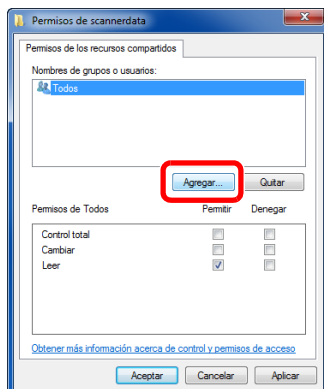 Permisos de scannerdata
Permisos de los recursos compartidos
Nombres de grupos o usuarios:
Todos
Agregar... Quitar
Permisos de Todos Permitir Denegar
Control total
Cambiar
Leer
Obtener más información acerca de control y permisos de acceso
Aceptar Cancelar Aplicar